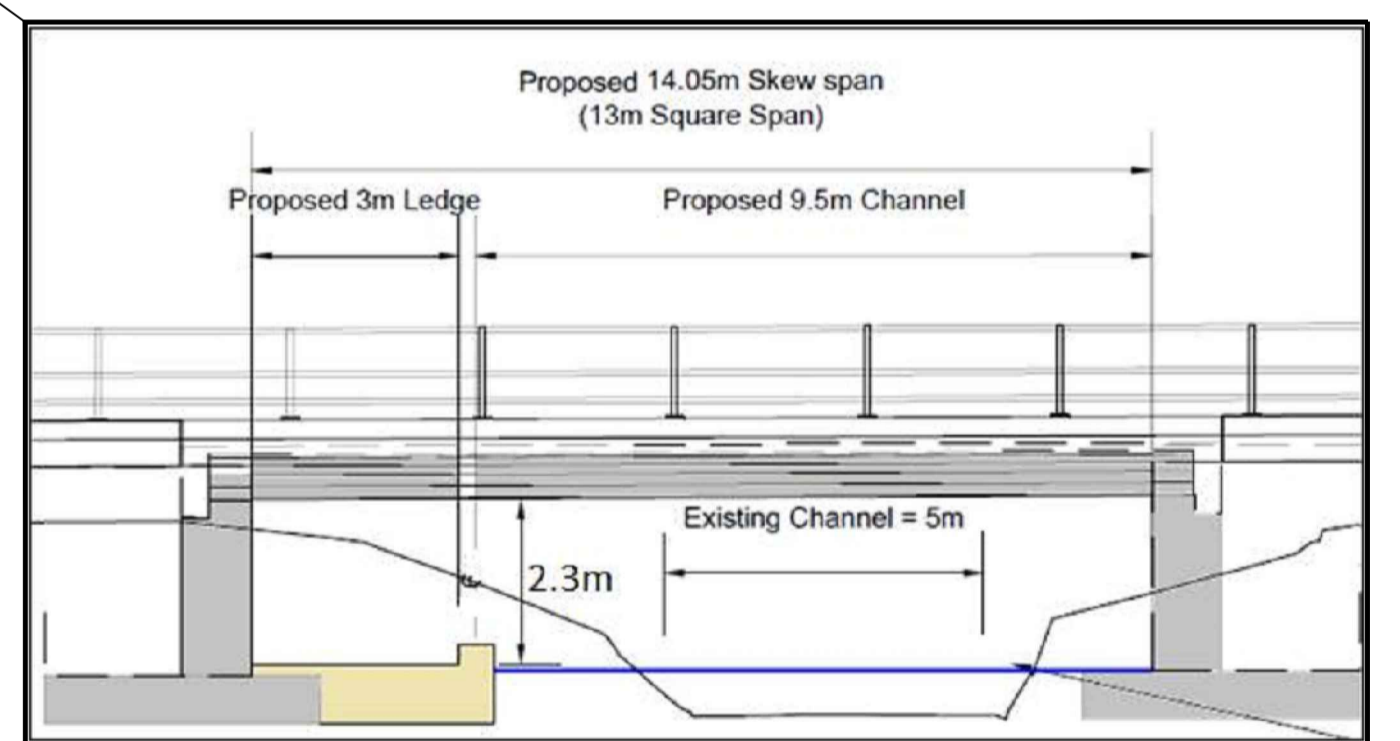 Proposed 14.05m Skew span
(13m Square Span)
Proposed 3m Ledge
Proposed 9.5m Channel
Existing Channel = 5m
2.3m